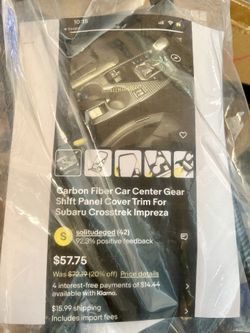 10:15
Carbon Fiber Car Center Gear
Shift Panel Cover Trim For
Subaru Crosstrek Impreza
S
solitudegod (42)
92.3% positive feedback
$57.75
Was $72.19 (20% off) Price details
4 interest-free payments of $14.44
available with Klarna.
$15.99 shipping
Includes import fees